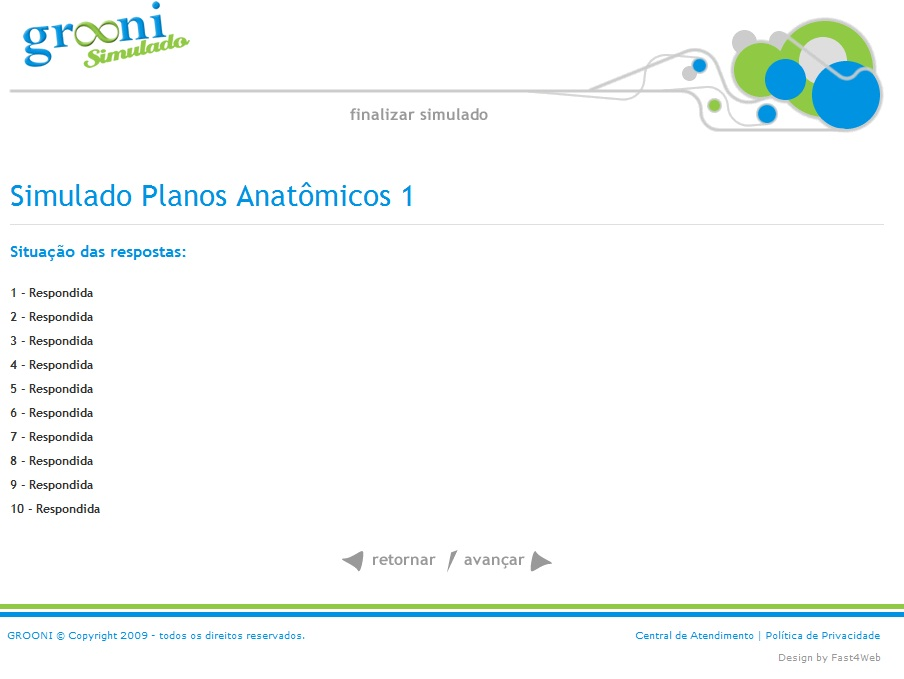 grooni
Simulado
finalizar simulado
Simulado Planos Anatômicos 1
Situação das respostas:
1 - Respondida
2 - Respondida
3 - Respondida
4 - Respondida
5 - Respondida
6 - Respondida
7 - Respondida
8 - Respondida
9 - Respondida
10 - Respondida
retornar / avançar
GROONI © Copyright 2009 - todos os direitos reservados. Central de Atendimento | Política de Privacidade
Design by Fast4Web